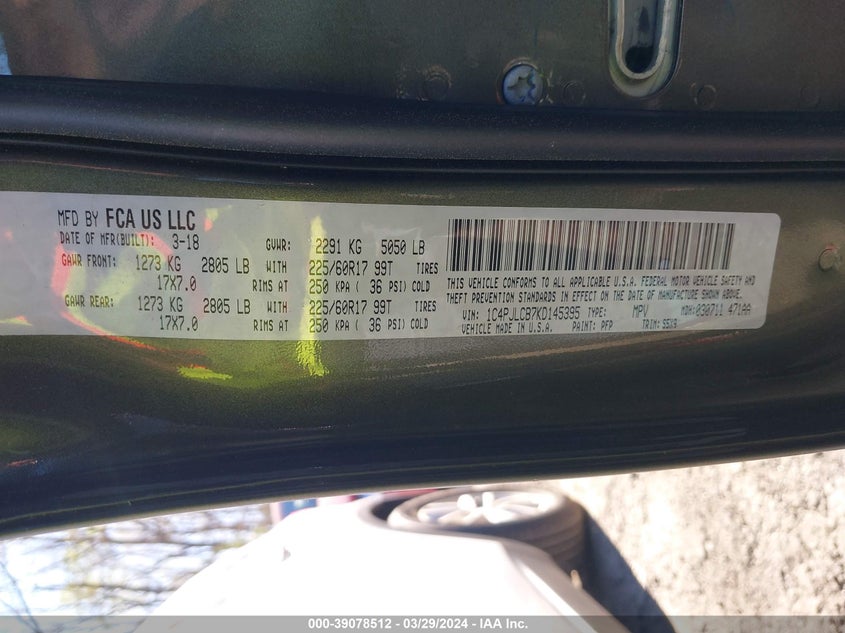 MFD BY FCA US LLC
DATE OF MFR(BUILT): 3-18 GVWR: 2291 KG 5050 LB
GAWR FRONT: 1273 KG 2805 LB WITH 225/60R17 99T TIRES
17X7.0 RIMS AT 250 KPA ( 36 PSI) COLD
GAWR REAR: 1273 KG 2805 LB WITH 225/60R17 99T TIRES
17X7.0 RIMS AT 250 KPA ( 36 PSI) COLD
THIS VEHICLE CONFORMS TO ALL APPLICABLE U.S.A. FEDERAL MOTOR VEHICLE SAFETY AND
THEFT PREVENTION STANDARDS IN EFFECT ON THE DATE OF MANUFACTURE SHOWN ABOVE.
VIN: 1C4PJLCB7KD145395 TYPE: MPV MDH:030711 471AA
VEHICLE MADE IN U.S.A. PAINT: PFP TRIM:
000-39078512 - 03/29/2024 - IAA Inc.